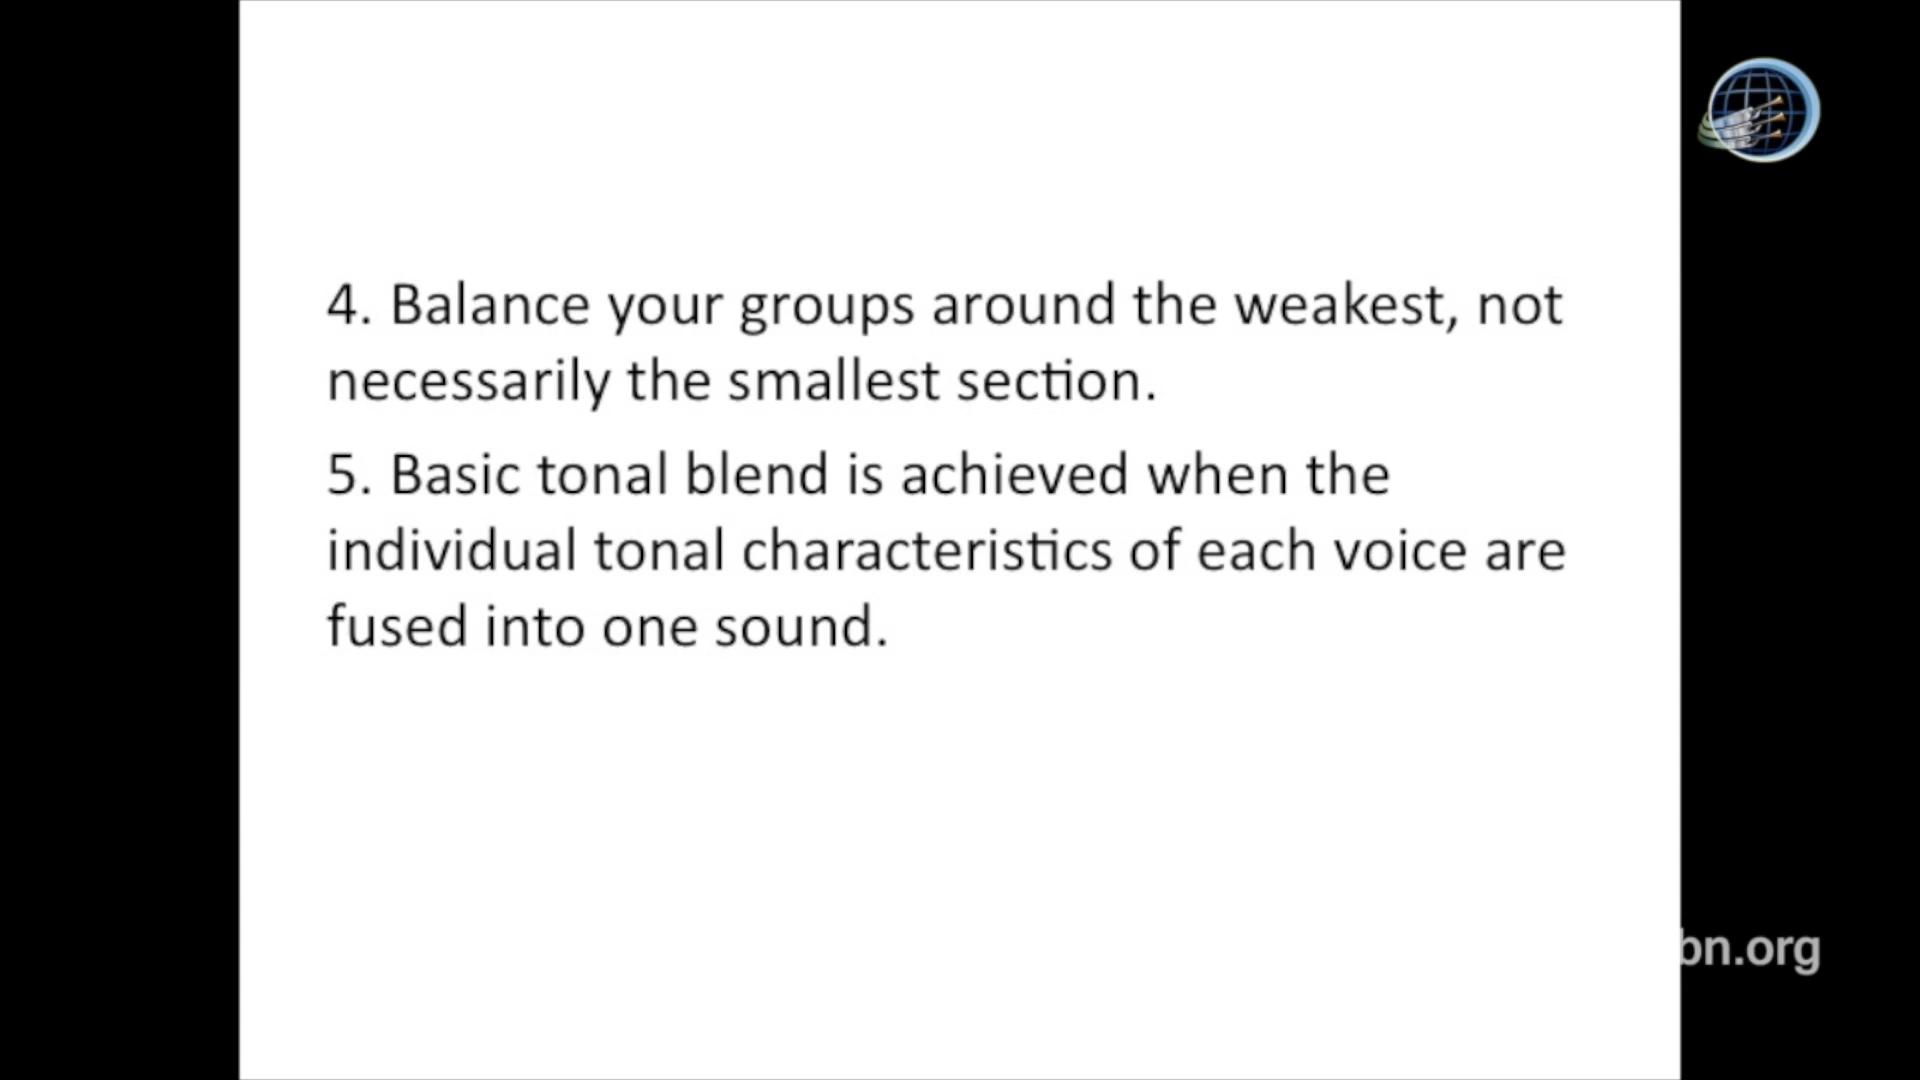 4. Balance your groups around the weakest, not
necessarily the smallest section.
5. Basic tonal blend is achieved when the
individual tonal characteristics of each voice are
fused into one sound.
bn.org